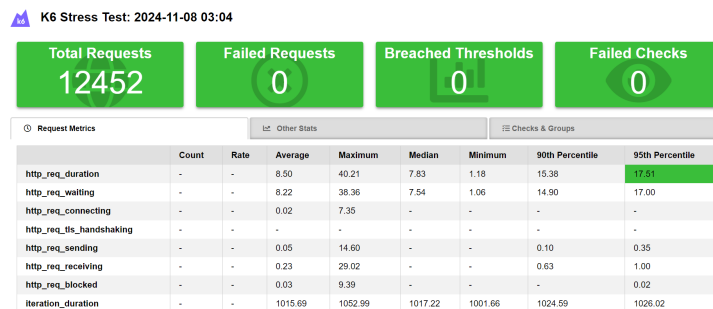 k6 K6 Stress Test: 2024-11-08 03:04
Total Requests Failed Requests Breached Thresholds Failed Checks
12452 0 0 0
Request Metrics Other Stats Checks & Groups
Count Rate Average Maximum Median Minimum 90th Percentile 95th Percentile
http_req_duration - - 8.50 40.21 7.83 1.18 15.38 17.51
http_req_waiting - - 8.22 38.36 7.54 1.06 14.90 17.00
http_req_connecting - - 0.02 7.35 - - - -
http_req_tls_handshaking - - - - - - - -
http_req_sending - - 0.05 14.60 - - 0.10 0.35
http_req_receiving - - 0.23 29.02 - - 0.63 1.00
http_req_blocked - - 0.03 9.39 - - - 0.02
iteration_duration - - 1015.69 1052.99 1017.22 1001.66 1024.59 1026.02